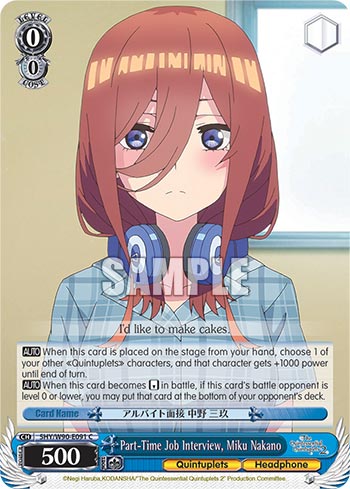 LEVEL
0
0
COST
SAMPLE
I'd like to make cakes.
AUTO When this card is placed on the stage from your hand, choose 1 of
your other «Quintuplets» characters, and that character gets +1000 power
until end of turn.
AUTO When this card becomes in battle, if this card's battle opponent is
level 0 or lower, you may put that card at the bottom of your opponent's deck.
Card Name アルバイト面接 中野 三玖
CH 5HY/W90-E091 C
Part-Time Job Interview, Miku Nakano
POWER
500
Quintuplets Headphone
©Negi Haruba,KODANSHA/"The Quintessential Quintuplets 2" Production Committee.